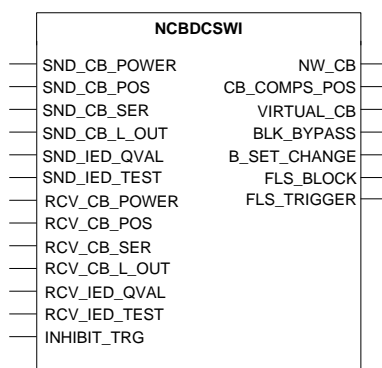 NCBDCSWI
SND_CB_POWER NW_CB
SND_CB_POS CB_COMPS_POS
SND_CB_SER VIRTUAL_CB
SND_CB_L_OUT BLK_BYPASS
SND_IED_QVAL B_SET_CHANGE
SND_IED_TEST FLS_BLOCK
RCV_CB_POWER FLS_TRIGGER
RCV_CB_POS
RCV_CB_SER
RCV_CB_L_OUT
RCV_IED_QVAL
RCV_IED_TEST
INHIBIT_TRG